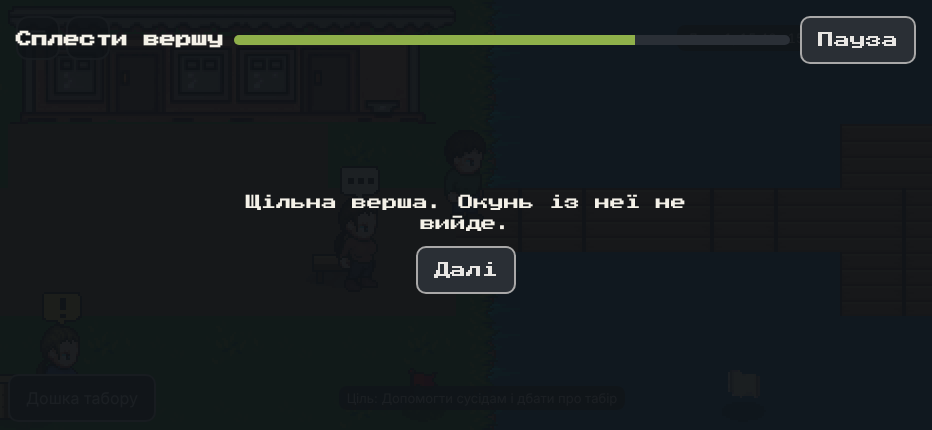 Сплести вершу
Пауза
Щільна верша. Окунь із неї не
вийде.
Далі
Дошка табору
Ціль: Допомогти сусідам і дбати про табір